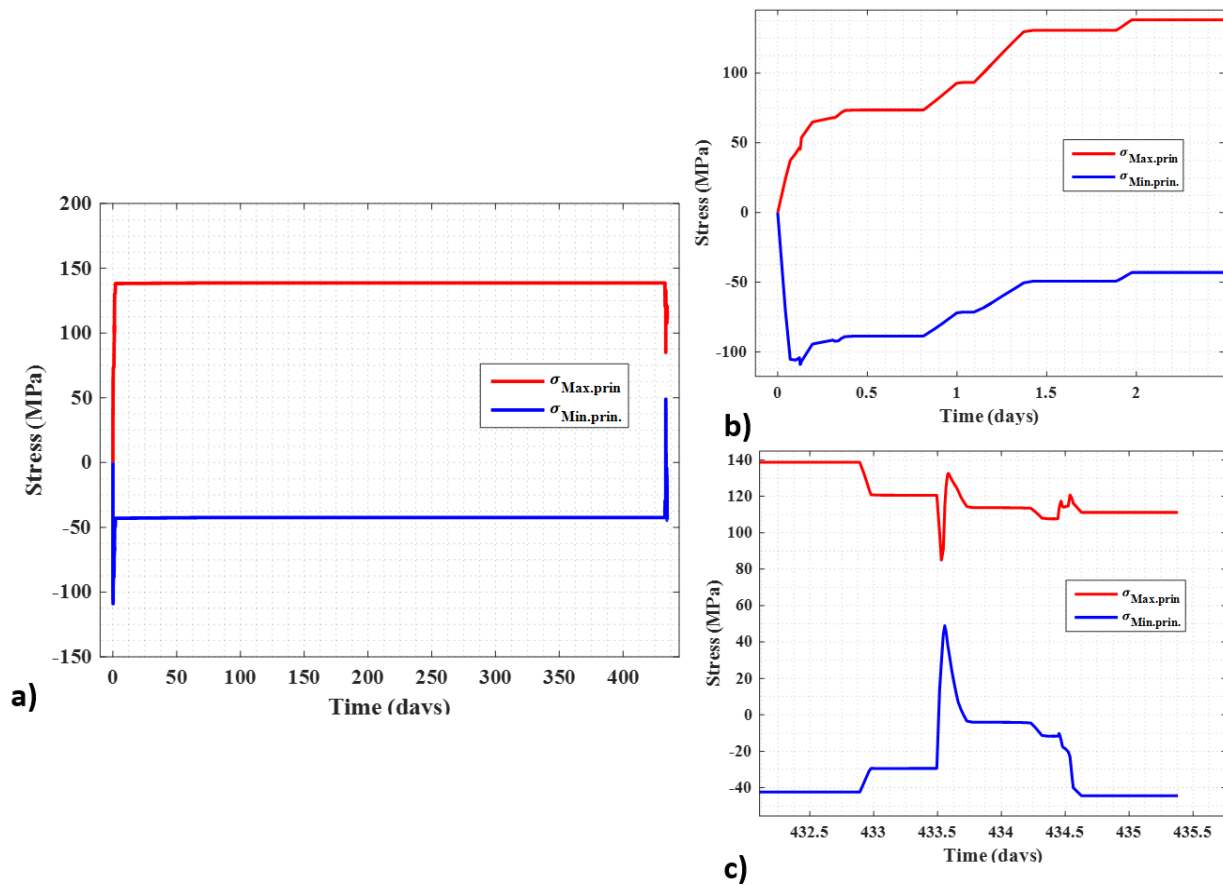 200
150
100
50
0
-50
-100
-150
Stress (MPa)
σMax.prin
σMin.prin.
0 50 100 150 200 250 300 350 400
Time (days)
a)
100
50
0
-50
-100
Stress (MPa)
σMax.prin
σMin.prin.
0 0.5 1 1.5 2
Time (days)
b)
140
120
100
80
60
40
20
0
-20
-40
Stress (MPa)
σMax.prin
σMin.prin.
432.5 433 433.5 434 434.5 435 435.5
Time (days)
c)